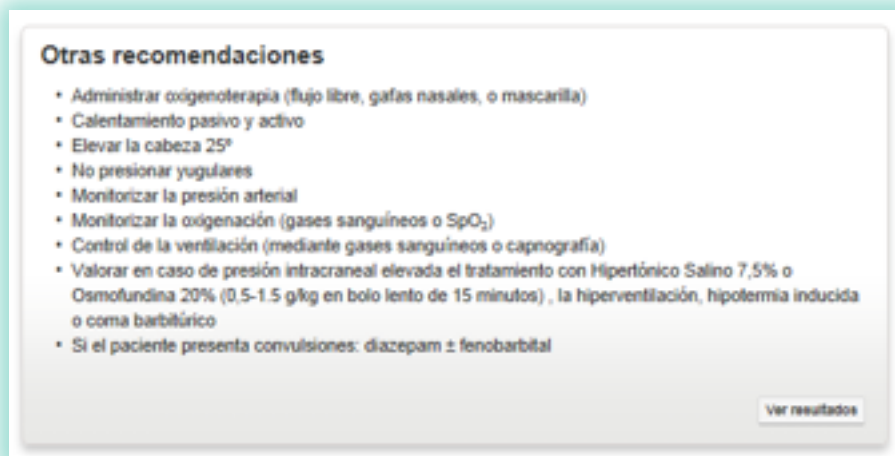 Otras recomendaciones
• Administrar oxigenoterapia (flujo libre, gafas nasales, o mascarilla)
• Calentamiento pasivo y activo
• Elevar la cabeza 25º
• No presionar yugulares
• Monitorizar la presión arterial
• Monitorizar la oxigenación (gases sanguíneos o SpO₂)
• Control de la ventilación (mediante gases sanguíneos o capnografía)
• Valorar en caso de presión intracraneal elevada el tratamiento con Hipertónico Salino 7,5% o
Osmofundina 20% (0,5-1.5 g/kg en bolo lento de 15 minutos) , la hiperventilación, hipotermia inducida
o coma barbitúrico
• Si el paciente presenta convulsiones: diazepam ± fenobarbital
Ver resultados